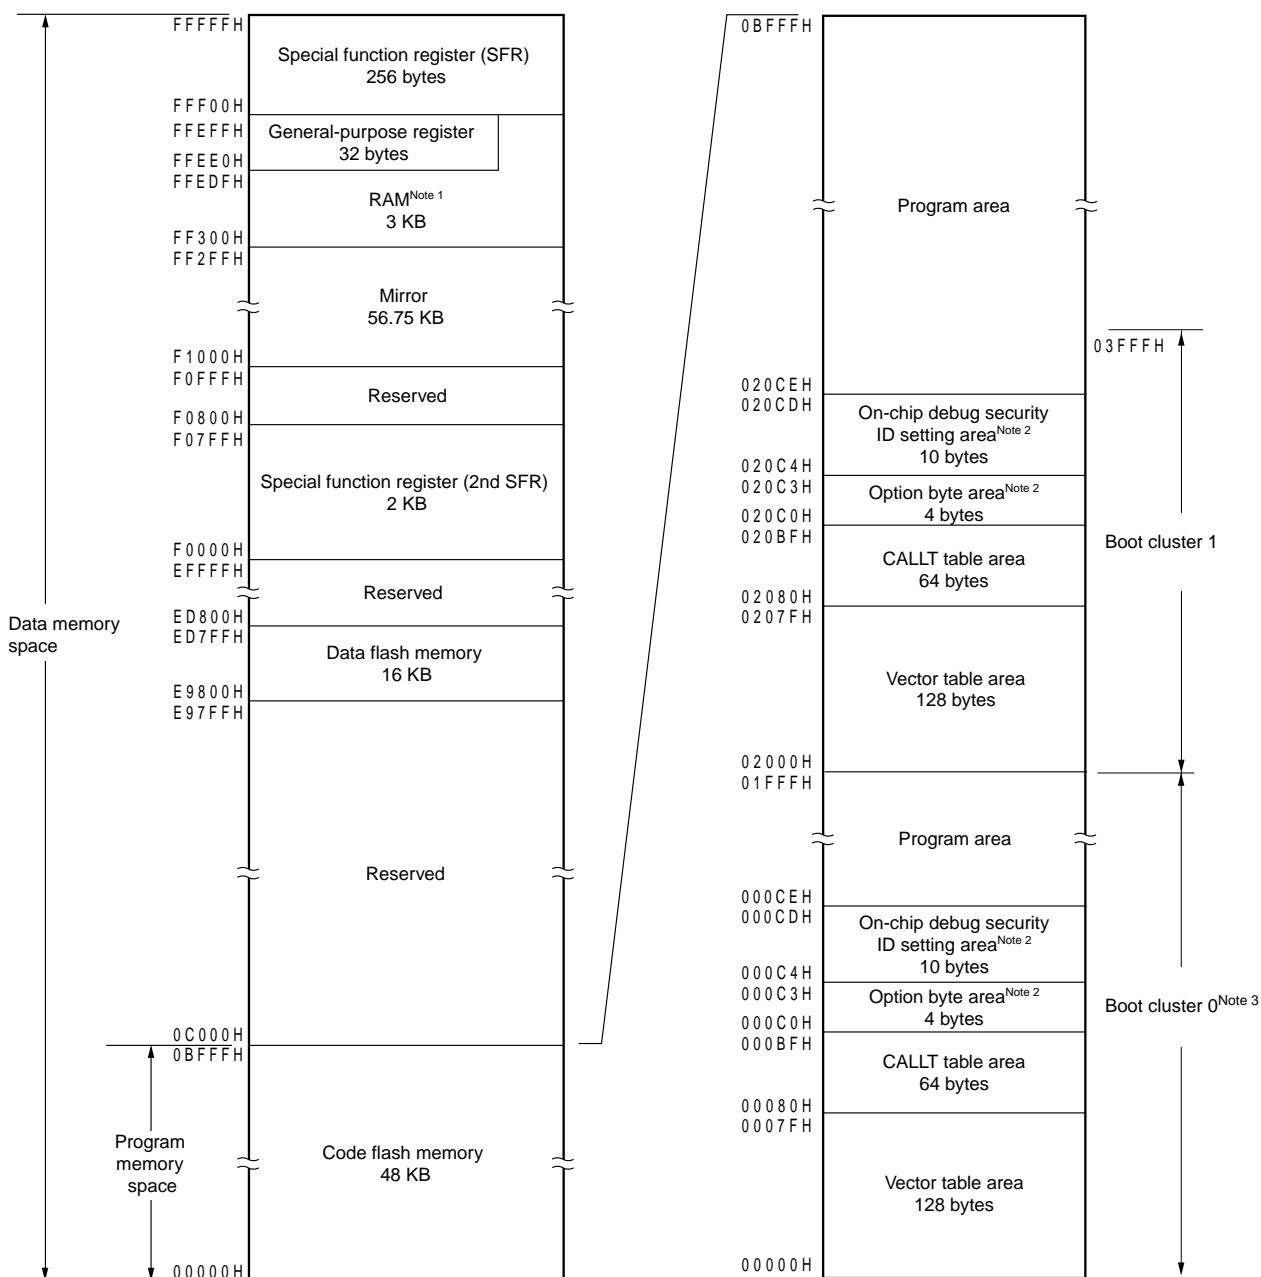 FFFFFH
Special function register (SFR)
256 bytes
FFF00H
FFEFFH
General-purpose register
32 bytes
FFEE0H
FFEDFH
RAMNote 1
3 KB
FF300H
FF2FFH
Mirror
56.75 KB
F1000H
F0FFFH
Reserved
F0800H
F07FFH
Special function register (2nd SFR)
2 KB
F0000H
EFFFFH
Reserved
ED800H
ED7FFH
Data memory
space
Data flash memory
16 KB
E9800H
E97FFH
Reserved
0C000H
0BFFFH
Program
memory
space
Code flash memory
48 KB
00000H
0BFFFH
Program area
03FFFH
020CEH
020CDH
On-chip debug security
ID setting areaNote 2
10 bytes
020C4H
020C3H
Option byte areaNote 2
4 bytes
020C0H
020BFH
Boot cluster 1
CALLT table area
64 bytes
02080H
0207FH
Vector table area
128 bytes
02000H
01FFFH
Program area
000CEH
000CDH
On-chip debug security
ID setting areaNote 2
10 bytes
000C4H
000C3H
Option byte areaNote 2
4 bytes
Boot cluster 0Note 3
000C0H
000BFH
CALLT table area
64 bytes
00080H
0007FH
Vector table area
128 bytes
00000H